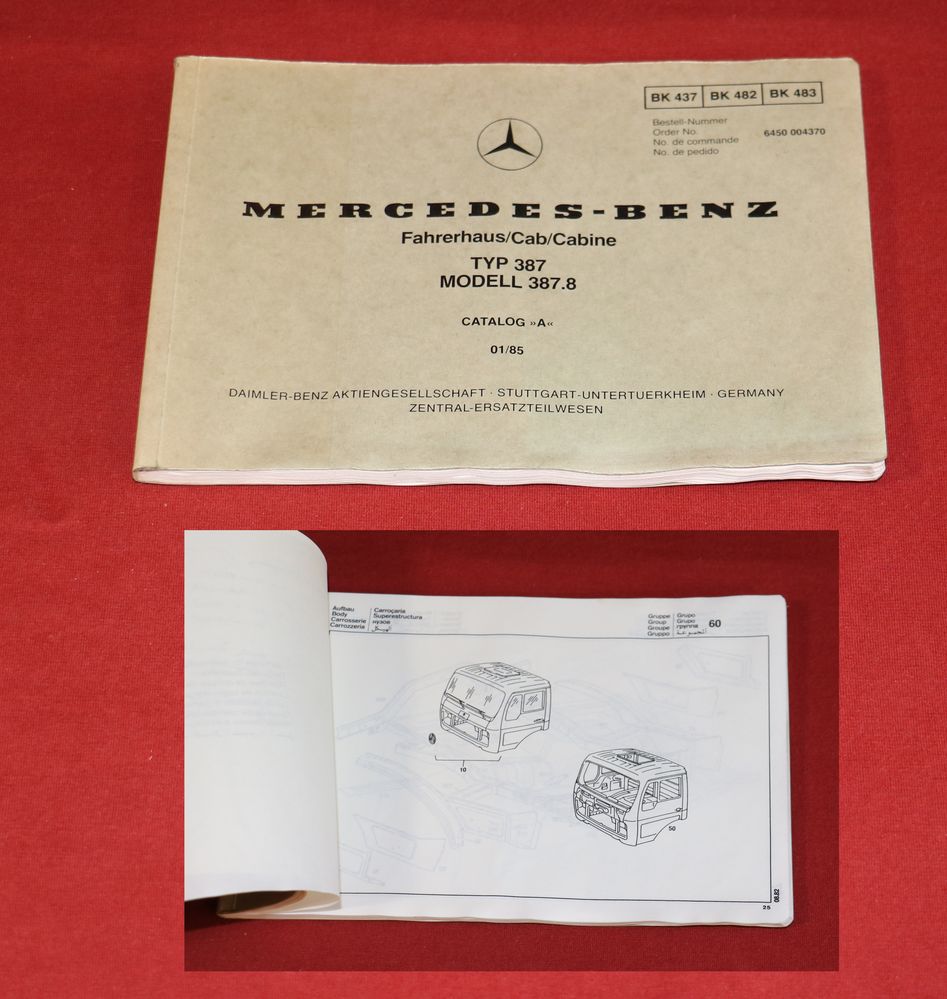 BK 437 BK 482 BK 483
Bestell-Nummer
Order No.
No. de commande
No. de pedido
6450 004370
MERCEDES-BENZ
Fahrerhaus/Cab/Cabine
TYP 387
MODELL 387.8
CATALOG »A«
01/85
DAIMLER-BENZ AKTIENGESELLSCHAFT · STUTTGART-UNTERTUERKHEIM · GERMANY
ZENTRAL-ERSATZTEILWESEN
Aufbau
Body
Carrosserie
Carrozzeria
Carroçaria
Superestructura
кузов
الهيكل
Gruppe
Group
Groupe
Gruppo
Grupo
Grupo
группа
المجموعة
60
10
50
25
08.82